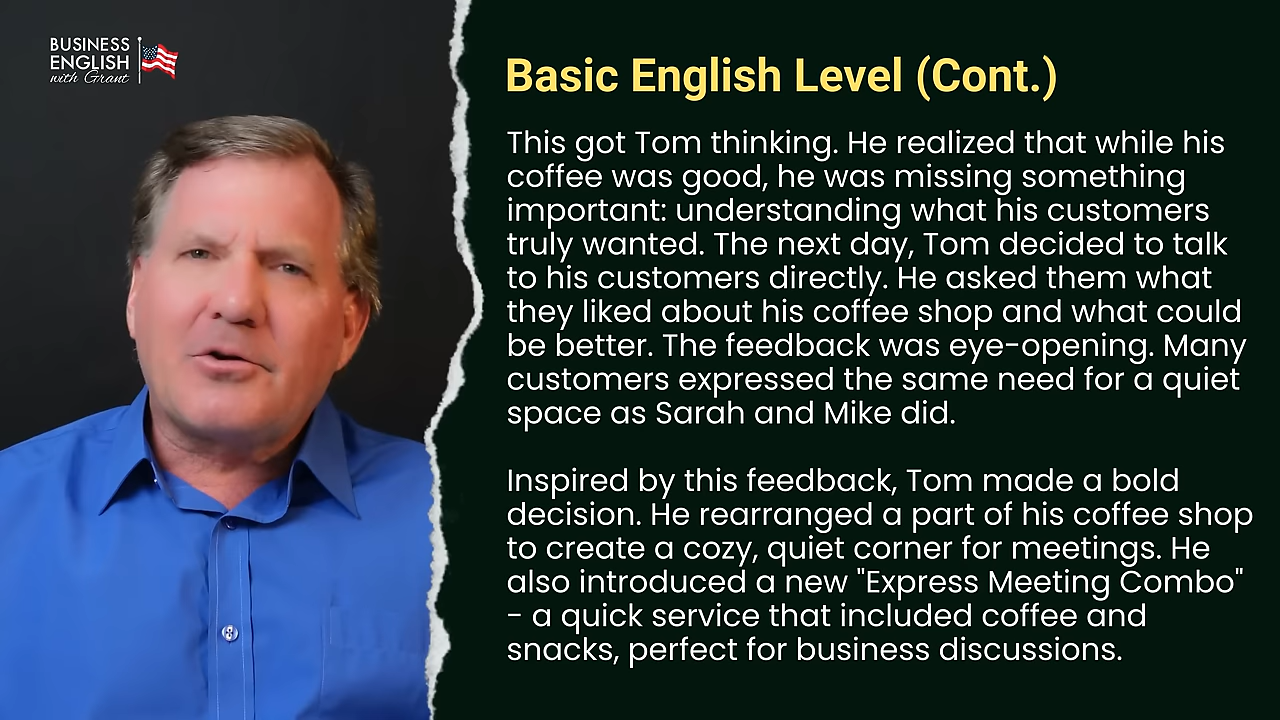 BUSINESS
ENGLISH
with Grant
Basic English Level (Cont.)
This got Tom thinking. He realized that while his
coffee was good, he was missing something
important: understanding what his customers
truly wanted. The next day, Tom decided to talk
to his customers directly. He asked them what
they liked about his coffee shop and what could
be better. The feedback was eye-opening. Many
customers expressed the same need for a quiet
space as Sarah and Mike did.
Inspired by this feedback, Tom made a bold
decision. He rearranged a part of his coffee shop
to create a cozy, quiet corner for meetings. He
also introduced a new "Express Meeting Combo"
- a quick service that included coffee and
snacks, perfect for business discussions.